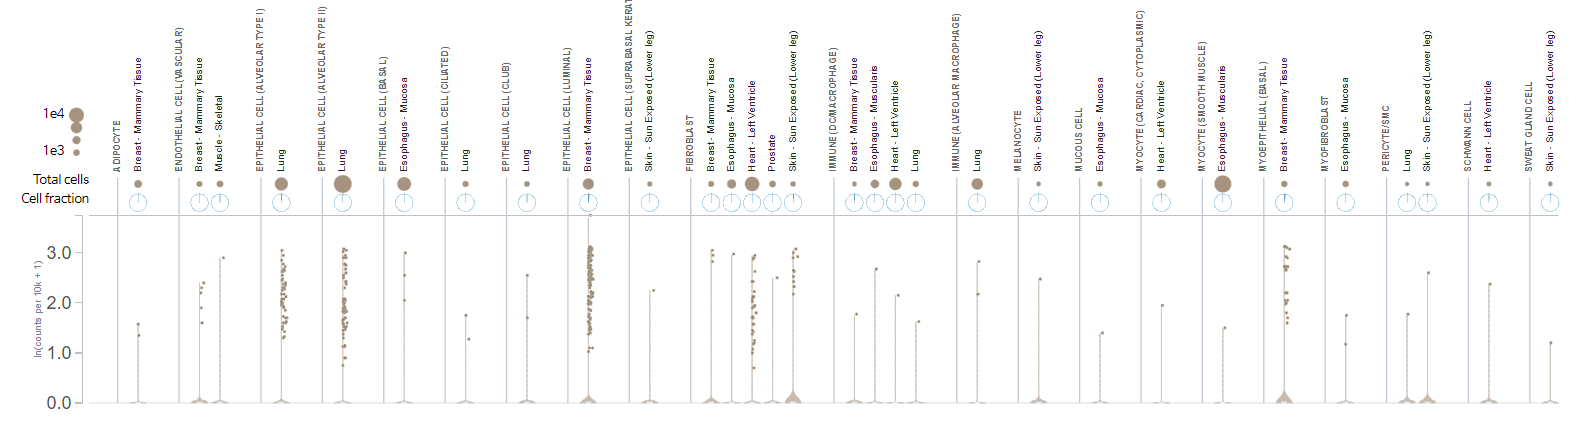 1e4
1e3
Total cells
Cell fraction
ADIPOCYTE
Breast - Mammary Tissue
ENDOTHELIAL CELL (VASCULAR)
Breast - Mammary Tissue
Muscle - Skeletal
EPITHELIAL CELL (ALVEOLAR TYPE I)
Lung
EPITHELIAL CELL (ALVEOLAR TYPE II)
Lung
EPITHELIAL CELL (BASAL)
Esophagus - Mucosa
EPITHELIAL CELL (CILIATED)
Lung
EPITHELIAL CELL (CLUB)
Lung
EPITHELIAL CELL (LUMINAL)
Breast - Mammary Tissue
EPITHELIAL CELL (SUPRABASAL KERAT
Skin - Sun Exposed (Lower leg)
FIBROBLAST
Breast - Mammary Tissue
Esophagus - Mucosa
Heart - Left Ventricle
Prostate
Skin - Sun Exposed (Lower leg)
IMMUNE (DC/MACROPHAGE)
Breast - Mammary Tissue
Esophagus - Muscularis
Heart - Left Ventricle
Lung
IMMUNE (ALVEOLAR MACROPHAGE)
Lung
MELANOCYTE
Skin - Sun Exposed (Lower leg)
MUCOUS CELL
Esophagus - Mucosa
MYOCYTE (CARDIAC, CYTOPLASMIC)
Heart - Left Ventricle
MYOCYTE (SMOOTH MUSCLE)
Esophagus - Muscularis
MYOEPITHELIAL (BASAL)
Breast - Mammary Tissue
MYOFIBROBLAST
Esophagus - Mucosa
PERICYTE/SMC
Lung
Skin - Sun Exposed (Lower leg)
SCHWANN CELL
Heart - Left Ventricle
SWEAT GLAND CELL
Skin - Sun Exposed (Lower leg)
ln(counts per 10k + 1)
3.0
2.0
1.0
0.0